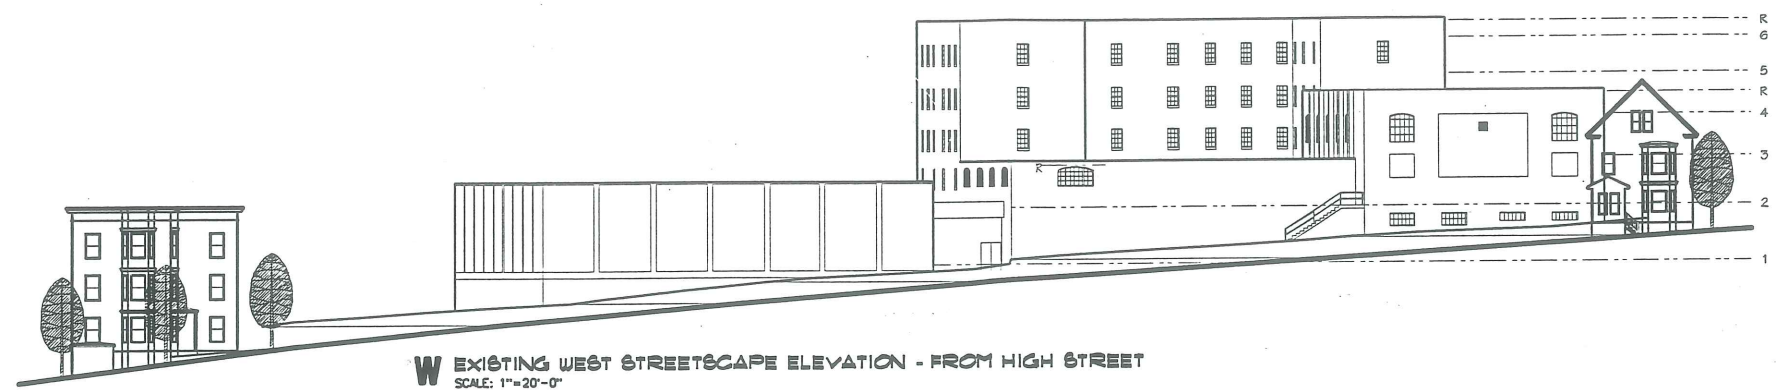 R
6
5
R
4
3
R
2
1
W EXISTING WEST STREETSCAPE ELEVATION - FROM HIGH STREET
SCALE: 1"=20'-0"